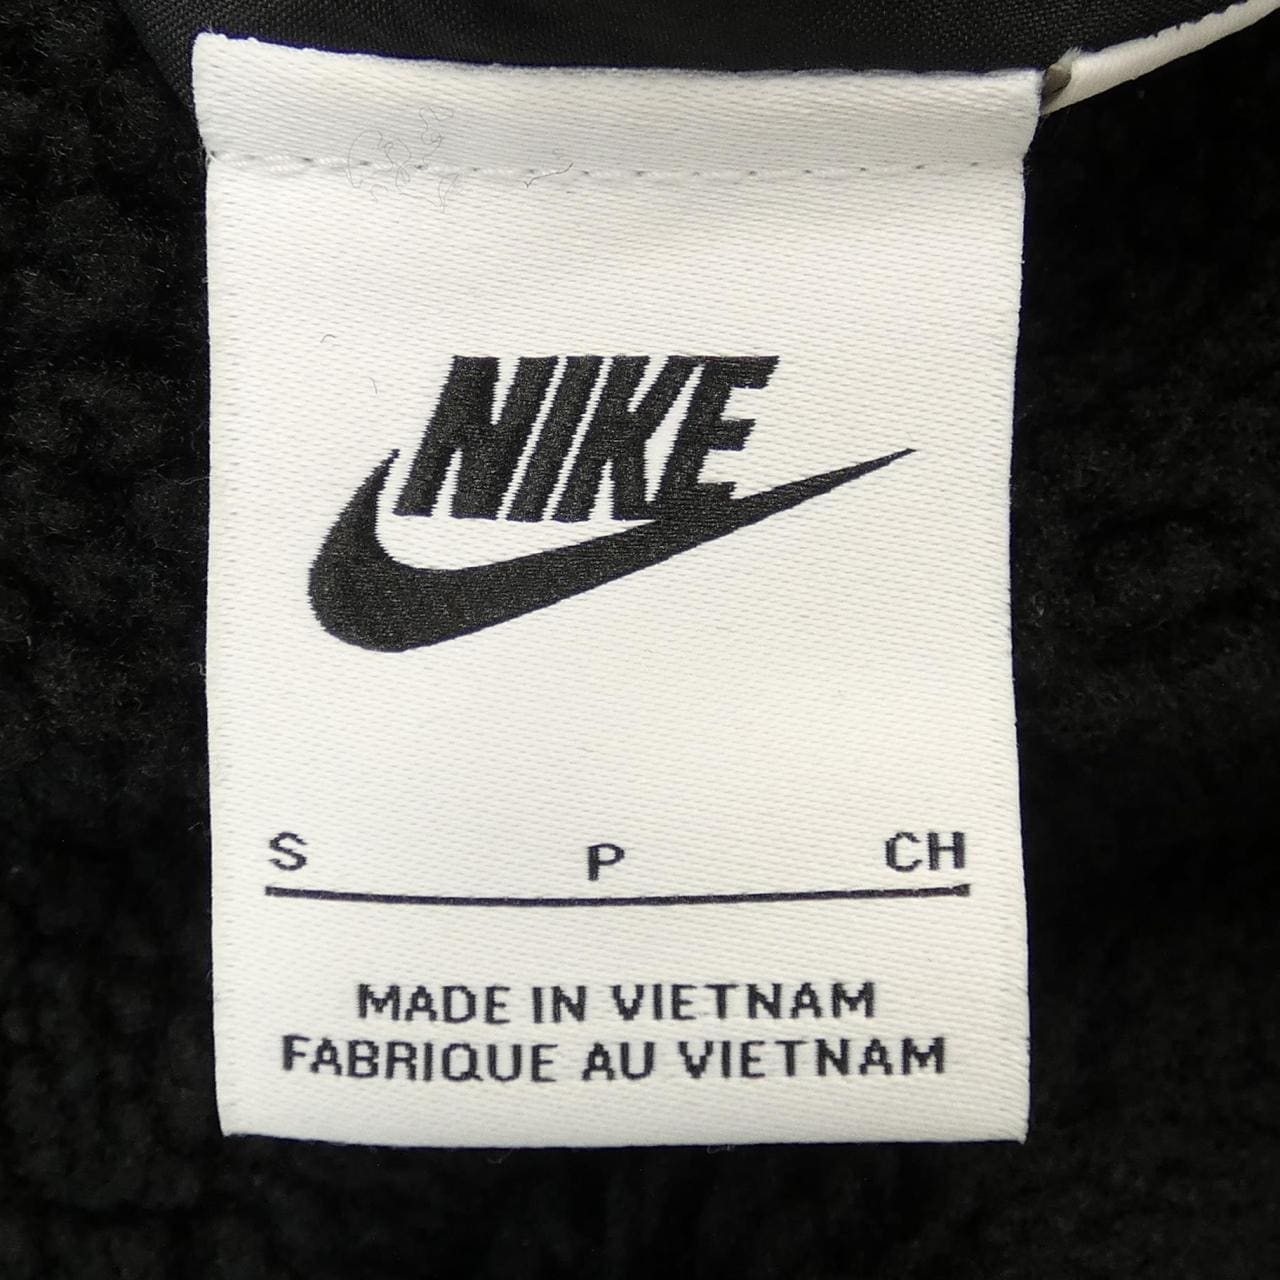 NIKE
S P CH
MADE IN VIETNAM
FABRIQUE AU VIETNAM